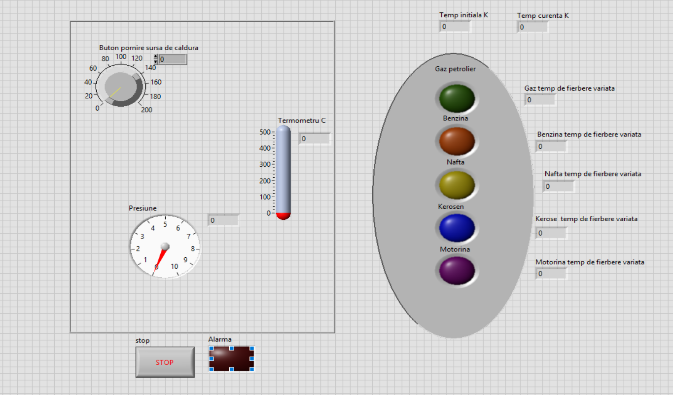 Temp initiala K
Temp curenta K
0
0
Buton pornire sursa de caldura
0
0
20
40
60
80
100
120
140
160
180
200
Termometru C
0
500
400
300
200
100
0
Presiune
0
0
1
2
3
4
5
6
7
8
9
10
stop
STOP
Alarma
Gaz petrolier
Gaz temp de fierbere variata
0
Benzina
Benzina temp de fierbere variata
0
Nafta
Nafta temp de fierbere variata
0
Kerosen
Kerose temp de fierbere variata
0
Motorina
Motorina temp de fierbere variata
0